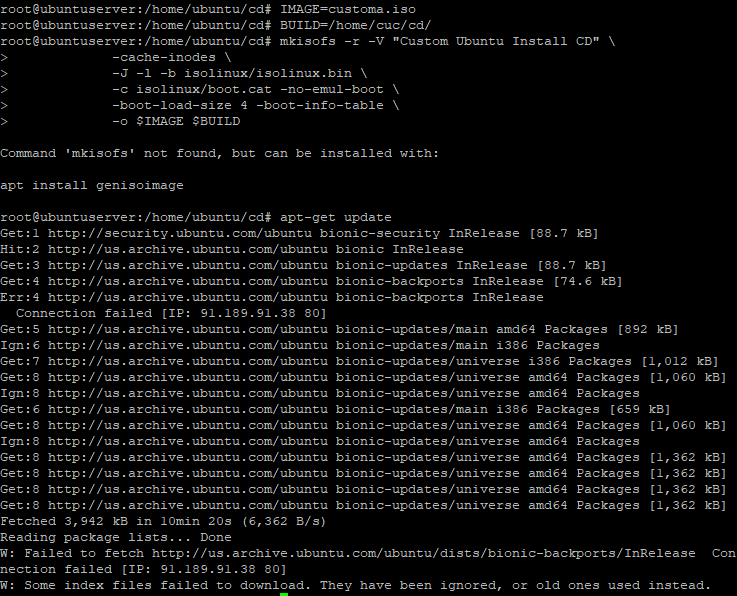 root@ubuntuserver:/home/ubuntu/cd# IMAGE=customa.iso
root@ubuntuserver:/home/ubuntu/cd# BUILD=/home/cuc/cd/
root@ubuntuserver:/home/ubuntu/cd# mkisofs -r -V "Custom Ubuntu Install CD" \
>             -cache-inodes \
>             -J -l -b isolinux/isolinux.bin \
>             -c isolinux/boot.cat -no-emul-boot \
>             -boot-load-size 4 -boot-info-table \
>             -o $IMAGE $BUILD
Command 'mkisofs' not found, but can be installed with:
apt install genisoimage
root@ubuntuserver:/home/ubuntu/cd# apt-get update
Get:1 http://security.ubuntu.com/ubuntu bionic-security InRelease [88.7 kB]
Hit:2 http://us.archive.ubuntu.com/ubuntu bionic InRelease
Get:3 http://us.archive.ubuntu.com/ubuntu bionic-updates InRelease [88.7 kB]
Get:4 http://us.archive.ubuntu.com/ubuntu bionic-backports InRelease [74.6 kB]
Err:4 http://us.archive.ubuntu.com/ubuntu bionic-backports InRelease
  Connection failed [IP: 91.189.91.38 80]
Get:5 http://us.archive.ubuntu.com/ubuntu bionic-updates/main amd64 Packages [892 kB]
Ign:6 http://us.archive.ubuntu.com/ubuntu bionic-updates/main i386 Packages
Get:7 http://us.archive.ubuntu.com/ubuntu bionic-updates/universe i386 Packages [1,012 kB]
Get:8 http://us.archive.ubuntu.com/ubuntu bionic-updates/universe amd64 Packages [1,060 kB]
Ign:8 http://us.archive.ubuntu.com/ubuntu bionic-updates/universe amd64 Packages
Get:6 http://us.archive.ubuntu.com/ubuntu bionic-updates/main i386 Packages [659 kB]
Get:8 http://us.archive.ubuntu.com/ubuntu bionic-updates/universe amd64 Packages [1,060 kB]
Ign:8 http://us.archive.ubuntu.com/ubuntu bionic-updates/universe amd64 Packages
Get:8 http://us.archive.ubuntu.com/ubuntu bionic-updates/universe amd64 Packages [1,362 kB]
Get:8 http://us.archive.ubuntu.com/ubuntu bionic-updates/universe amd64 Packages [1,362 kB]
Get:8 http://us.archive.ubuntu.com/ubuntu bionic-updates/universe amd64 Packages [1,362 kB]
Get:8 http://us.archive.ubuntu.com/ubuntu bionic-updates/universe amd64 Packages [1,362 kB]
Fetched 3,942 kB in 10min 20s (6,362 B/s)
Reading package lists... Done
W: Failed to fetch http://us.archive.ubuntu.com/ubuntu/dists/bionic-backports/InRelease  Con
nection failed [IP: 91.189.91.38 80]
W: Some index files failed to download. They have been ignored, or old ones used instead.